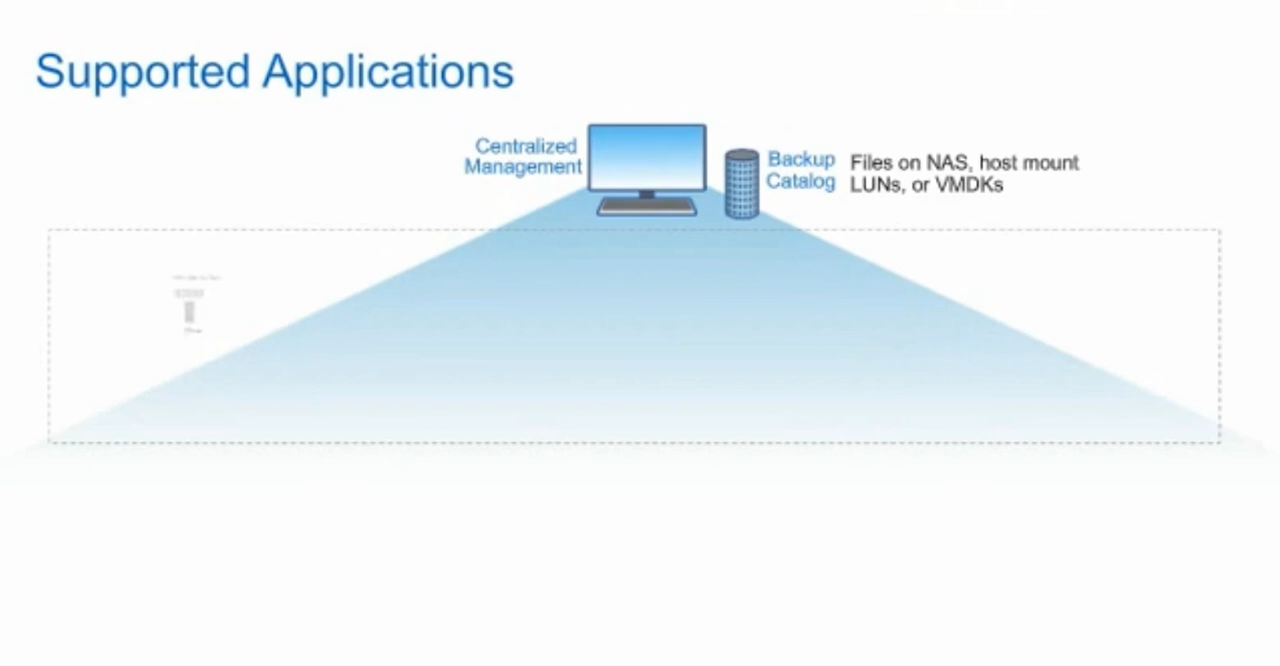 Supported Applications
Centralized
Management
Backup
Catalog
Files on NAS, host mount
LUNs, or VMDKs